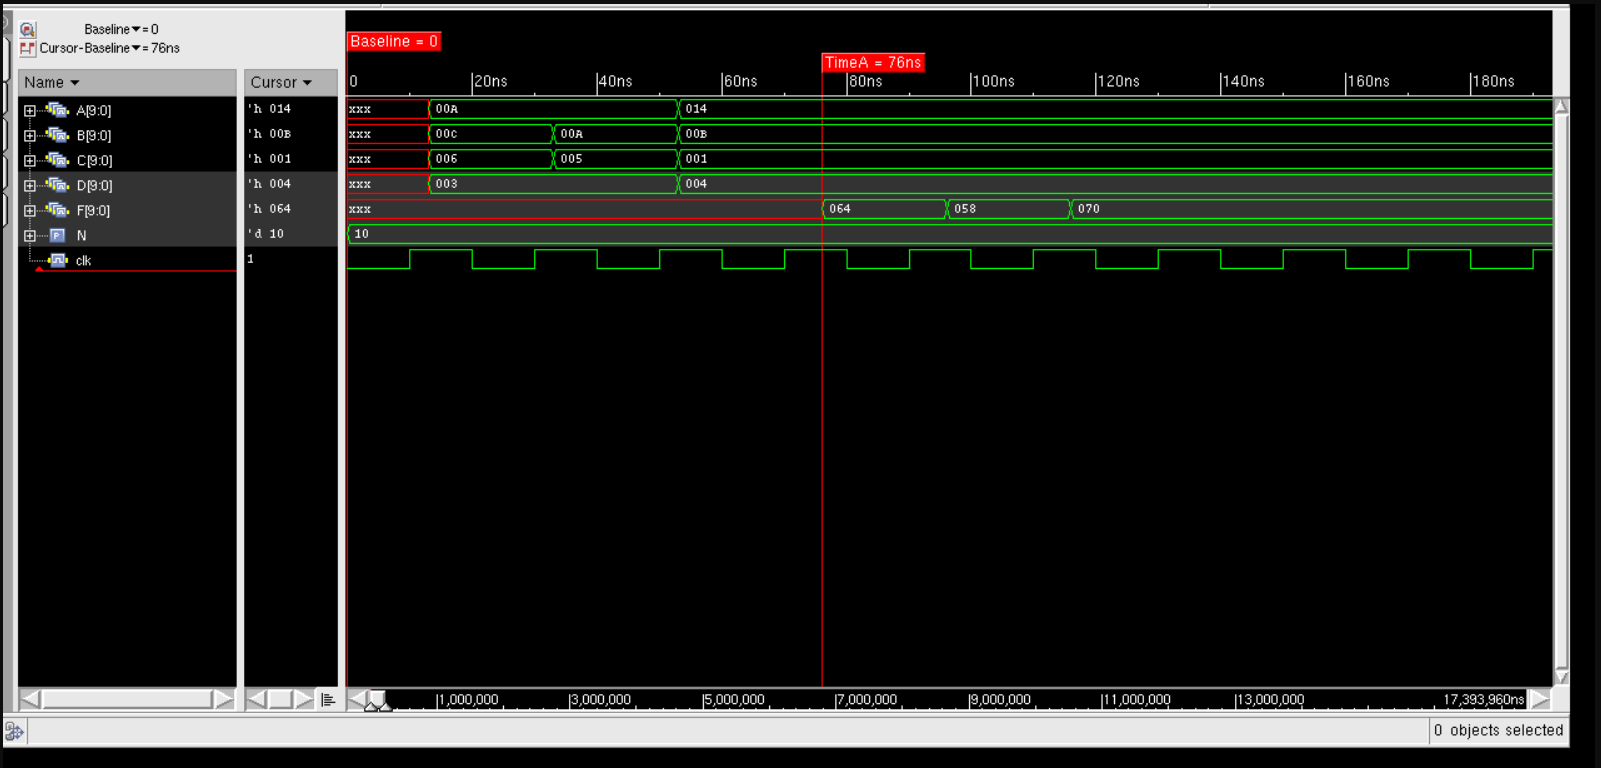 Baseline▼= 0
Cursor-Baseline▼= 76ns
Baseline = 0
TimeA = 76ns
Name ▼ Cursor ▼ 0 |20ns |40ns |60ns |80ns |100ns |120ns |140ns |160ns |180ns
A[9:0] 'h 014 xxx 00A 014
B[9:0] 'h 00B xxx 00C 00A 00B
C[9:0] 'h 001 xxx 006 005 001
D[9:0] 'h 004 xxx 003 004
F[9:0] 'h 064 xxx 064 058 070
P N 'd 10 10
clk 1
|1,000,000 |3,000,000 |5,000,000 |7,000,000 |9,000,000 |11,000,000 |13,000,000 17,393,960ns
0 objects selected